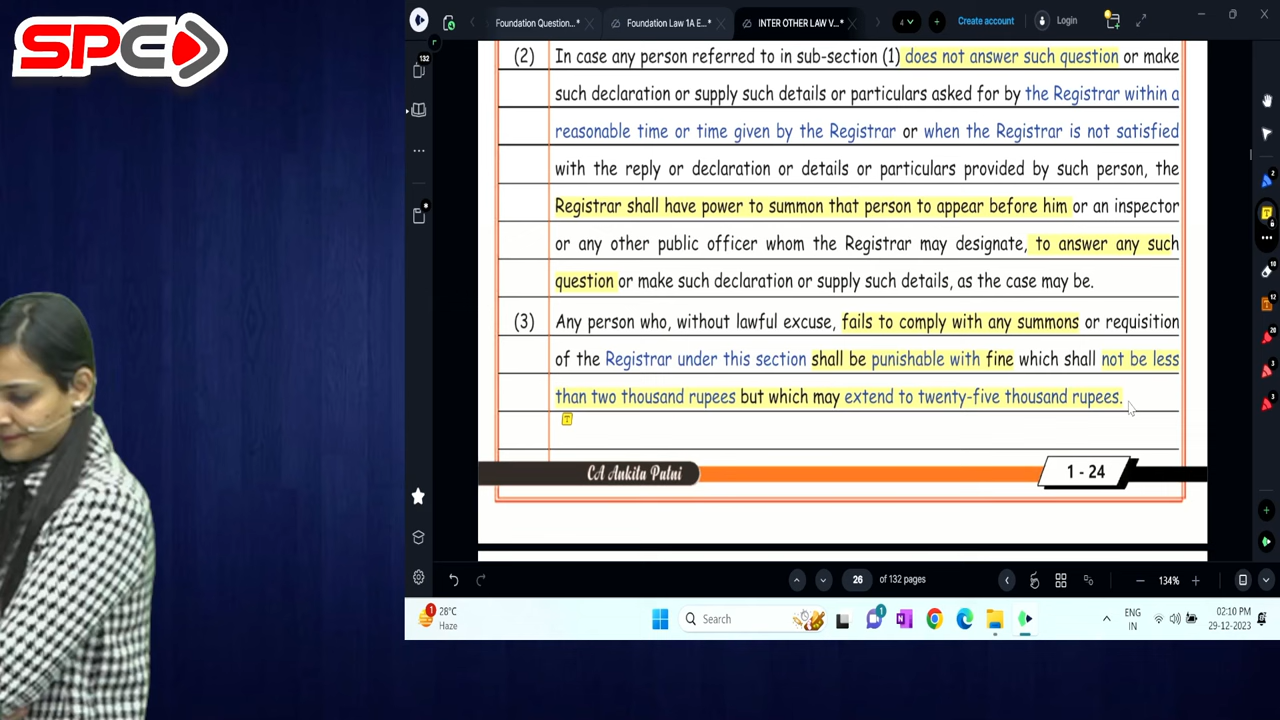 SPC
Foundation Question...*
Foundation Law 1A E...*
INTER OTHER LAW V...*
4
Create account
Login
132
(2) In case any person referred to in sub-section (1) does not answer such question or make
such declaration or supply such details or particulars asked for by the Registrar within a
reasonable time or time given by the Registrar or when the Registrar is not satisfied
with the reply or declaration or details or particulars provided by such person, the
Registrar shall have power to summon that person to appear before him or an inspector
or any other public officer whom the Registrar may designate, to answer any such
question or make such declaration or supply such details, as the case may be.
(3) Any person who, without lawful excuse, fails to comply with any summons or requisition
of the Registrar under this section shall be punishable with fine which shall not be less
than two thousand rupees but which may extend to twenty-five thousand rupees.
T
CA Ankita Patni
1 - 24
26 of 132 pages
134%
1
28°C
Haze
Search
ENG
IN
02:10 PM
29-12-2023